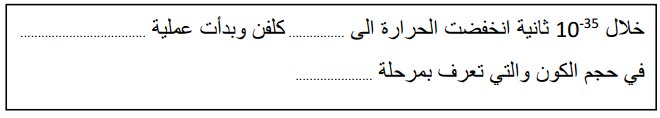 خلال 10⁻³⁵ ثانية انخفضت الحرارة الى ................ كلفن وبدأت عملية ....................................
في حجم الكون والتي تعرف بمرحلة ......................